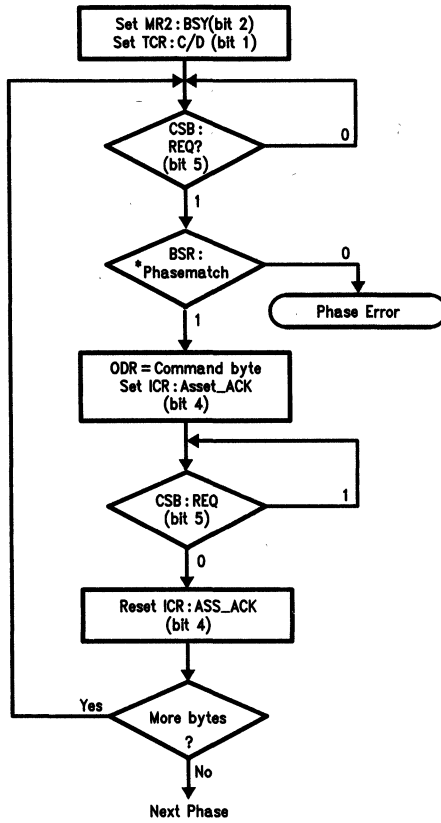 Set MR2:BSY(bit 2)
Set TCR:C/D (bit 1)
CSB:
REQ?
(bit 5)
0
1
BSR:
*Phasematch
0
Phase Error
1
ODR=Command byte
Set ICR:Asset_ACK
(bit 4)
CSB:REQ
(bit 5)
1
0
Reset ICR:ASS_ACK
(bit 4)
Yes
More bytes
?
No
Next Phase